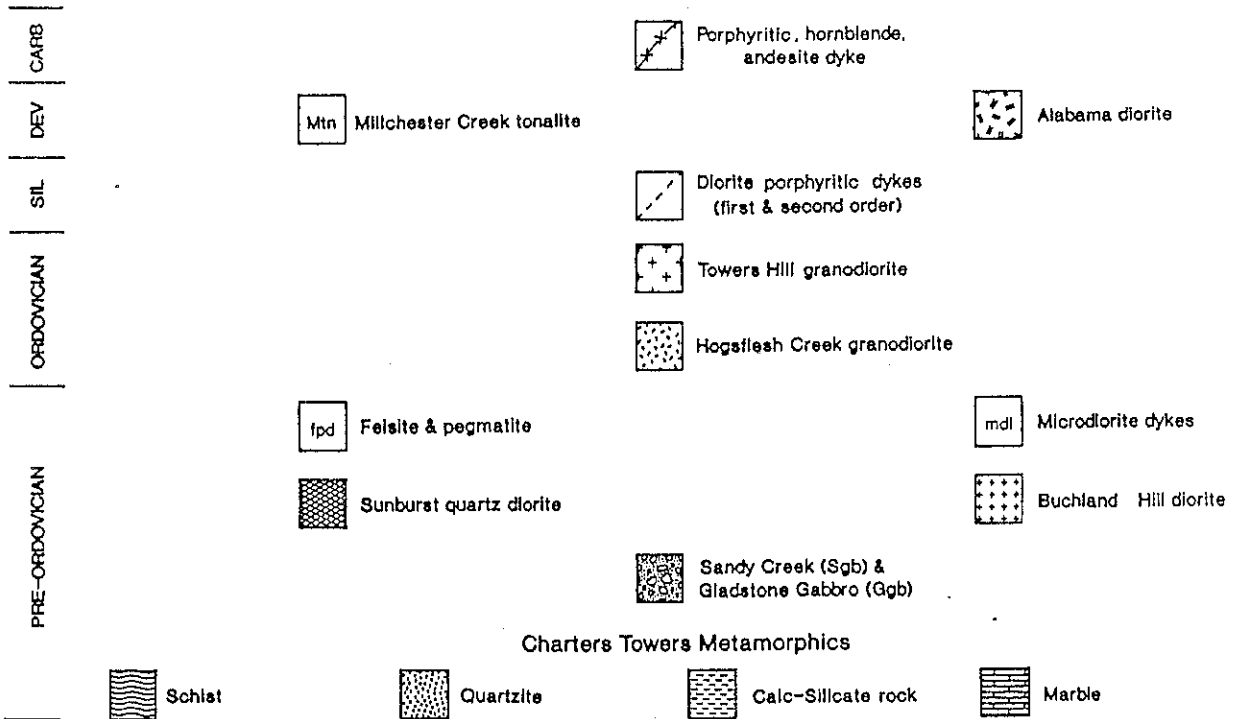 CARB
Porphyritic, hornblende,
andesite dyke
DEV
Mtn Millchester Creek tonalite
Alabama diorite
SIL
Diorite porphyritic dykes
(first & second order)
ORDOVICIAN
Towers Hill granodiorite
Hogsflesh Creek granodiorite
PRE-ORDOVICIAN
fpd Felsite & pegmatite
mdl Microdiorite dykes
Sunburst quartz diorite
Buchland Hill diorite
Sandy Creek (Sgb) &
Gladstone Gabbro (Ggb)
Charters Towers Metamorphics
Schist
Quartzite
Calc-Silicate rock
Marble